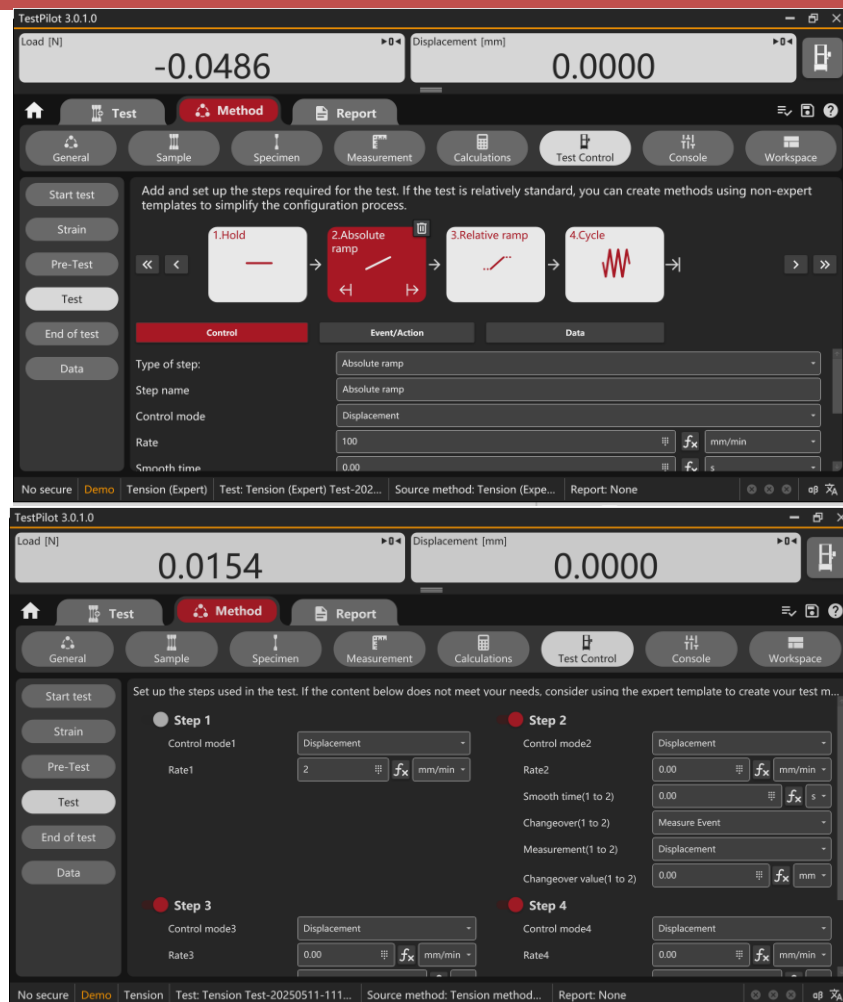 TestPilot 3.0.1.0
Load [N]
-0.0486
Displacement [mm]
0.0000
Test
Method
Report
General
Sample
Specimen
Measurement
Calculations
Test Control
Console
Workspace
Start test
Strain
Pre-Test
Test
End of test
Data
Add and set up the steps required for the test. If the test is relatively standard, you can create methods using non-expert
templates to simplify the configuration process.
1.Hold
2.Absolute
ramp
3.Relative ramp
4.Cycle
Control
Event/Action
Data
Type of step:
Absolute ramp
Step name
Absolute ramp
Control mode
Displacement
Rate
100
fx
mm/min
Smooth time
0.00
fx
s
No secure
Demo
Tension (Expert)
Test: Tension (Expert) Test-202...
Source method: Tension (Expe...
Report: None
TestPilot 3.0.1.0
Load [N]
0.0154
Displacement [mm]
0.0000
Test
Method
Report
General
Sample
Specimen
Measurement
Calculations
Test Control
Console
Workspace
Start test
Strain
Pre-Test
Test
End of test
Data
Set up the steps used in the test. If the content below does not meet your needs, consider using the expert template to create your test m...
Step 1
Control mode1
Displacement
Rate1
2
fx
mm/min
Step 2
Control mode2
Displacement
Rate2
0.00
fx
mm/min
Smooth time(1 to 2)
0.00
fx
s
Changeover(1 to 2)
Measure Event
Measurement(1 to 2)
Displacement
Changeover value(1 to 2)
0.00
fx
mm
Step 3
Control mode3
Displacement
Rate3
0.00
fx
mm/min
Step 4
Control mode4
Displacement
Rate4
0.00
fx
mm/min
No secure
Demo
Tension
Test: Tension Test-20250511-111...
Source method: Tension method...
Report: None